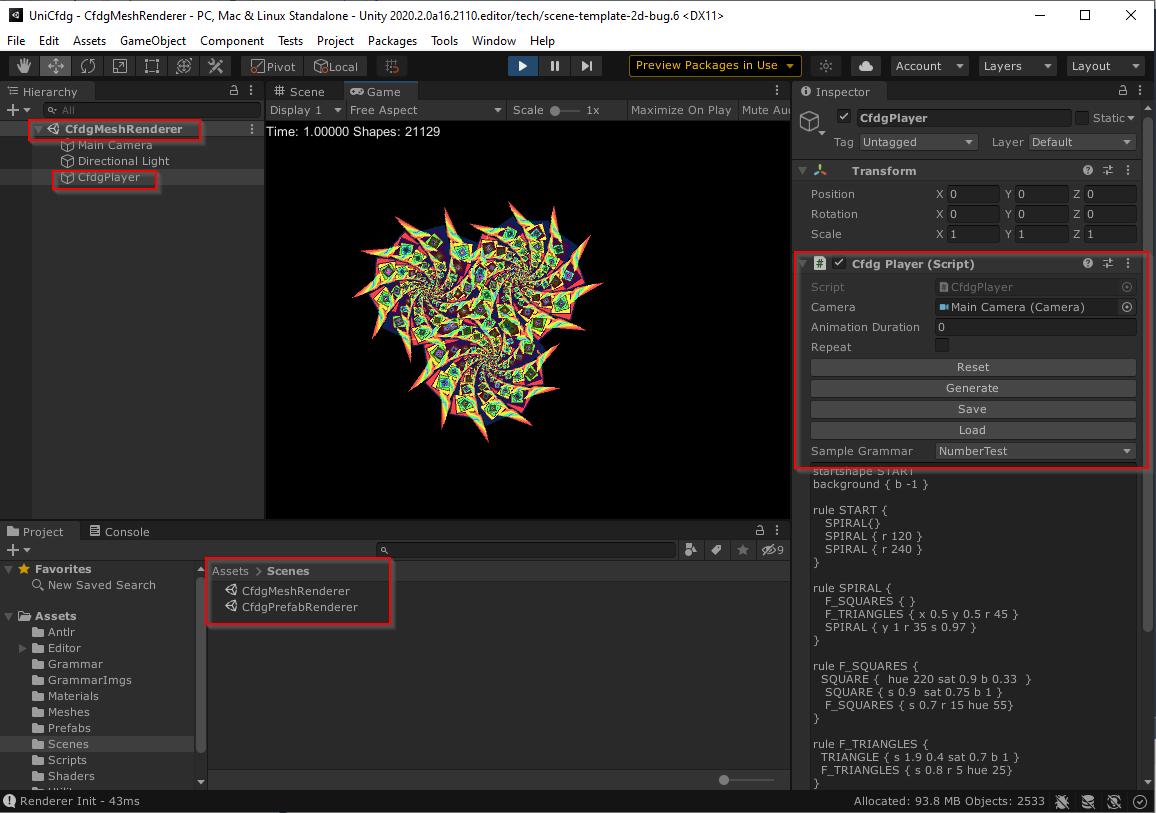 UniCfdg - CfdgMeshRenderer - PC, Mac & Linux Standalone - Unity 2020.2.0a16.2110.editor/tech/scene-template-2d-bug.6 <DX11>
File Edit Assets GameObject Component Tests Project Packages Tools Window Help
Pivot Local Preview Packages in Use Account Layers Layout
Hierarchy
All
CfdgMeshRenderer
Main Camera
Directional Light
CfdgPlayer
Scene Game
Display 1 Free Aspect Scale 1x Maximize On Play Mute Au
Time: 1.00000 Shapes: 21129
Inspector
CfdgPlayer Static
Tag Untagged Layer Default
Transform
Position X 0 Y 0 Z 0
Rotation X 0 Y 0 Z 0
Scale X 1 Y 1 Z 1
# Cfdg Player (Script)
Script CfdgPlayer
Camera Main Camera (Camera)
Animation Duration 0
Repeat
Reset
Generate
Save
Load
Sample Grammar NumberTest
startshape START
background { b -1 }
rule START {
SPIRAL{}
SPIRAL { r 120 }
SPIRAL { r 240 }
}
rule SPIRAL {
F_SQUARES { }
F_TRIANGLES { x 0.5 y 0.5 r 45 }
SPIRAL { y 1 r 35 s 0.97 }
}
rule F_SQUARES {
SQUARE { hue 220 sat 0.9 b 0.33 }
SQUARE { s 0.9 sat 0.75 b 1 }
F_SQUARES { s 0.7 r 15 hue 55}
}
rule F_TRIANGLES {
TRIANGLE { s 1.9 0.4 sat 0.7 b 1 }
F_TRIANGLES { s 0.8 r 5 hue 25}
}
Project Console
9
Favorites
New Saved Search
Assets
Antlr
Editor
Grammar
GrammarImgs
Materials
Meshes
Prefabs
Scenes
Scripts
Shaders
Assets > Scenes
CfdgMeshRenderer
CfdgPrefabRenderer
Renderer Init - 43ms
Allocated: 93.8 MB Objects: 2533